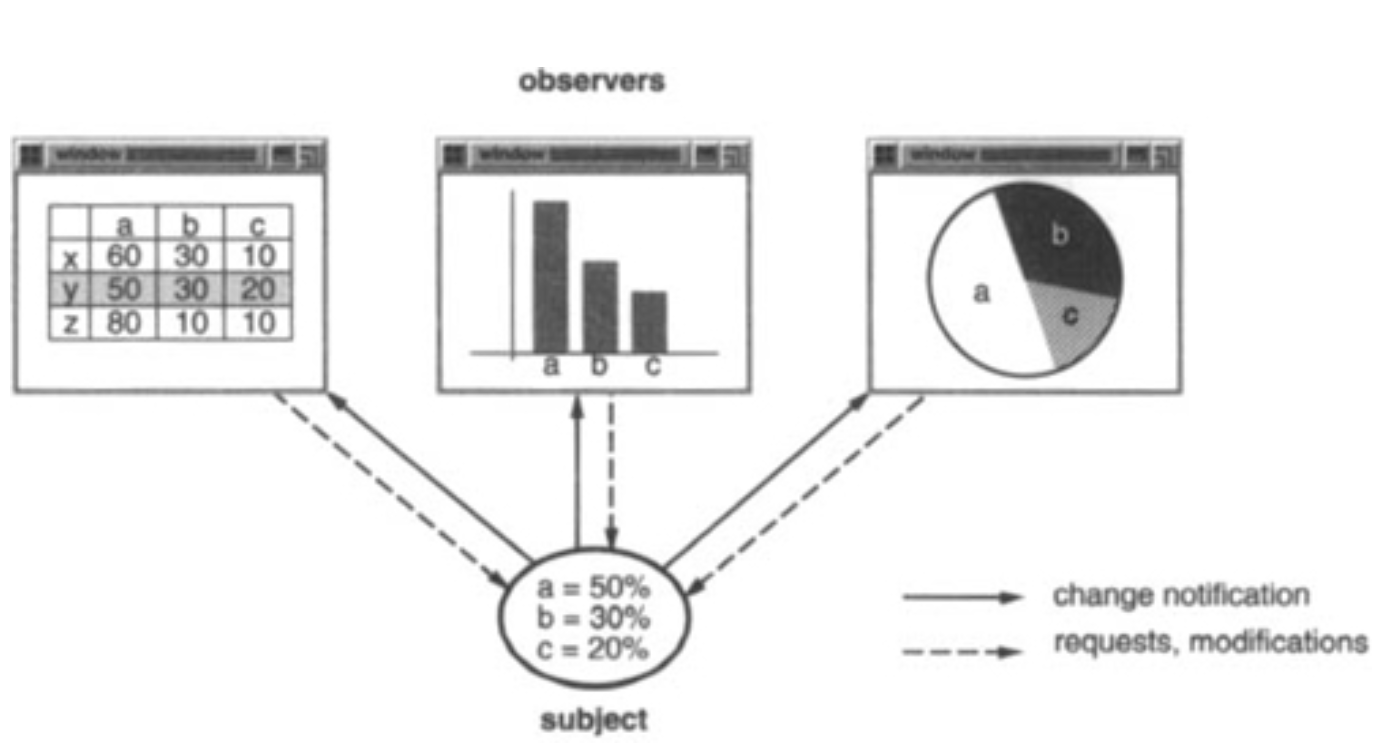 observers
window
window
window
a b c
x 60 30 10
y 50 30 20
z 80 10 10
a b c
a
b
c
a = 50%
b = 30%
c = 20%
subject
change notification
requests, modifications